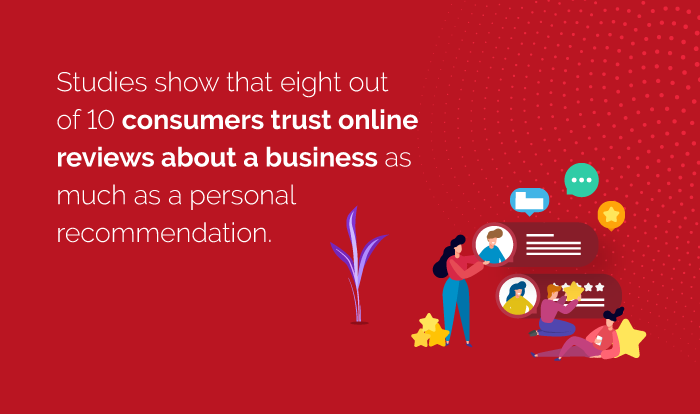 Studies show that eight out
of 10 consumers trust online
reviews about a business as
much as a personal
recommendation.